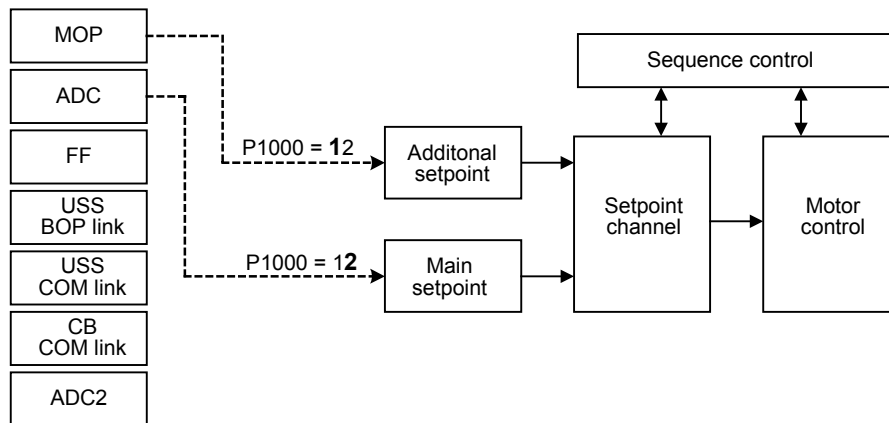 MOP
ADC
FF
USS
BOP link
USS
COM link
CB
COM link
ADC2
P1000 = 12
P1000 = 12
Additonal
setpoint
Main
setpoint
Sequence control
Setpoint
channel
Motor
control